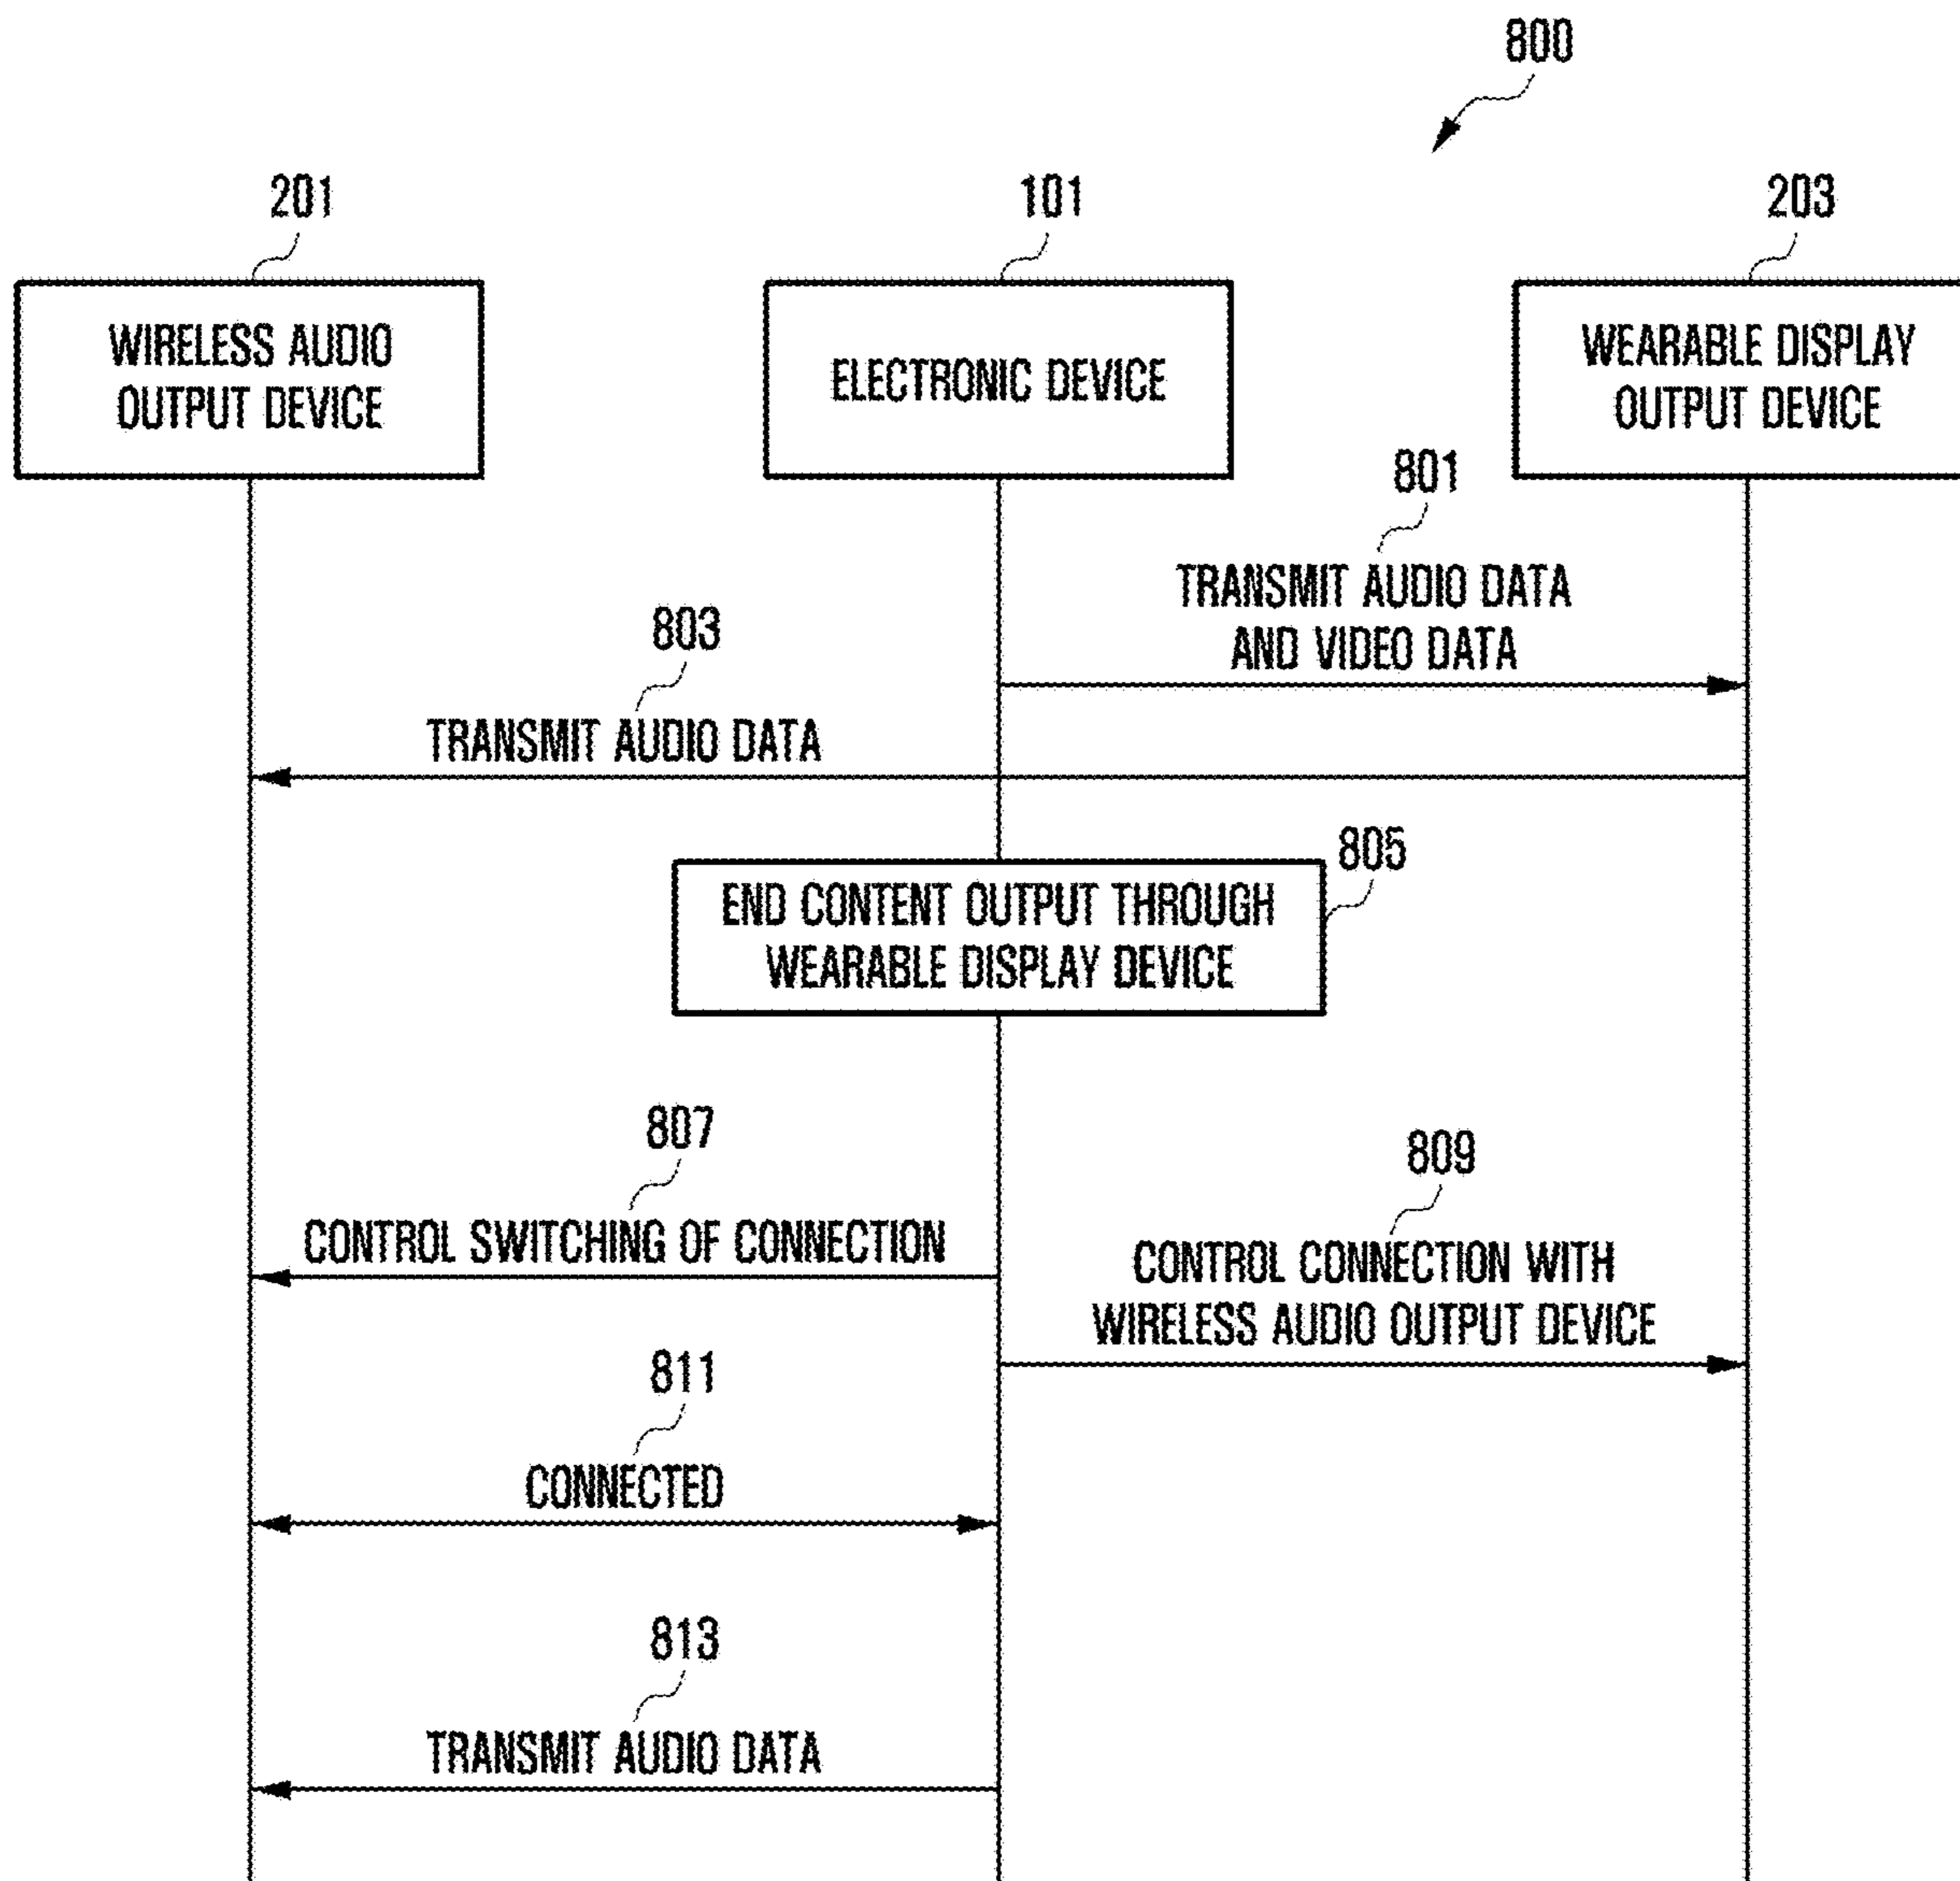 800
201
101
203
WIRELESS AUDIO
OUTPUT DEVICE
ELECTRONIC DEVICE
WEARABLE DISPLAY
OUTPUT DEVICE
801
TRANSMIT AUDIO DATA
AND VIDEO DATA
803
TRANSMIT AUDIO DATA
805
END CONTENT OUTPUT THROUGH
WEARABLE DISPLAY DEVICE
807
CONTROL SWITCHING OF CONNECTION
809
CONTROL CONNECTION WITH
WIRELESS AUDIO OUTPUT DEVICE
811
CONNECTED
813
TRANSMIT AUDIO DATA